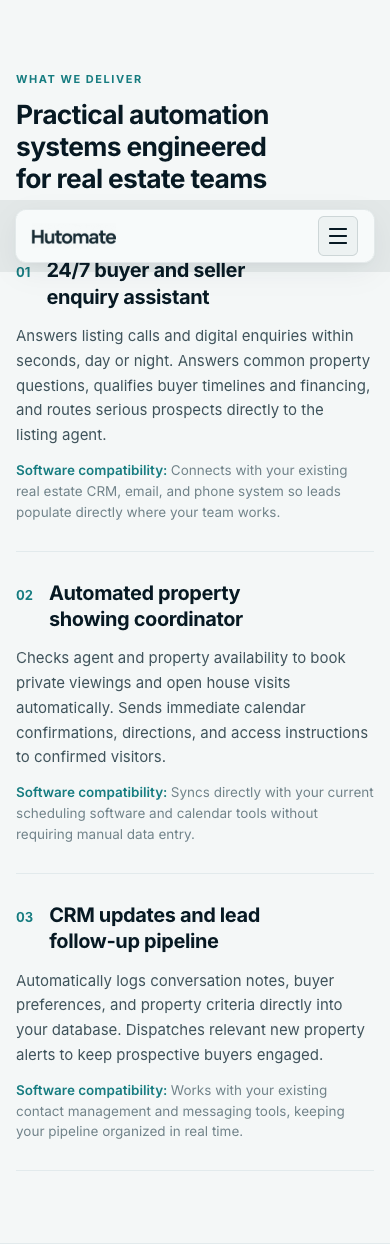 WHAT WE DELIVER
Practical automation
systems engineered
for real estate teams
Hutomate
01 24/7 buyer and seller
enquiry assistant
Answers listing calls and digital enquiries within
seconds, day or night. Answers common property
questions, qualifies buyer timelines and financing,
and routes serious prospects directly to the
listing agent.
Software compatibility: Connects with your existing
real estate CRM, email, and phone system so leads
populate directly where your team works.
02 Automated property
showing coordinator
Checks agent and property availability to book
private viewings and open house visits
automatically. Sends immediate calendar
confirmations, directions, and access instructions
to confirmed visitors.
Software compatibility: Syncs directly with your current
scheduling software and calendar tools without
requiring manual data entry.
03 CRM updates and lead
follow-up pipeline
Automatically logs conversation notes, buyer
preferences, and property criteria directly into
your database. Dispatches relevant new property
alerts to keep prospective buyers engaged.
Software compatibility: Works with your existing
contact management and messaging tools, keeping
your pipeline organized in real time.